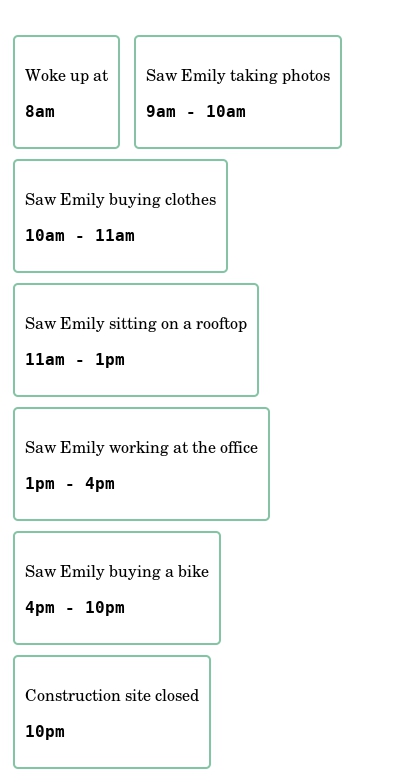 Woke up at
8am
Saw Emily taking photos
9am - 10am
Saw Emily buying clothes
10am - 11am
Saw Emily sitting on a rooftop
11am - 1pm
Saw Emily working at the office
1pm - 4pm
Saw Emily buying a bike
4pm - 10pm
Construction site closed
10pm